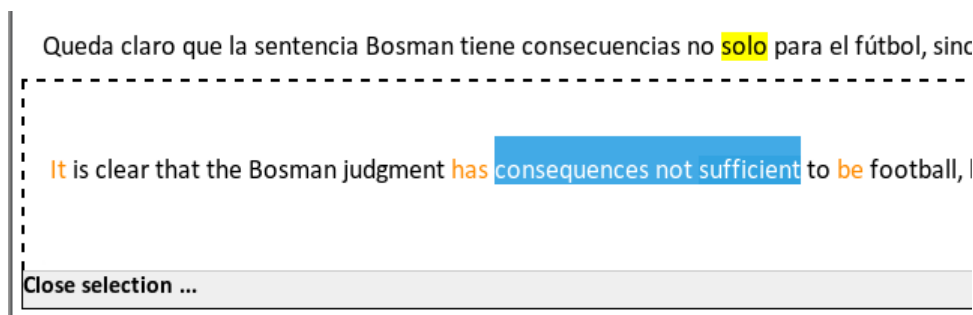 Queda claro que la sentencia Bosman tiene consecuencias no solo para el fútbol, sino
It is clear that the Bosman judgment has consequences not sufficient to be football,
Close selection ...